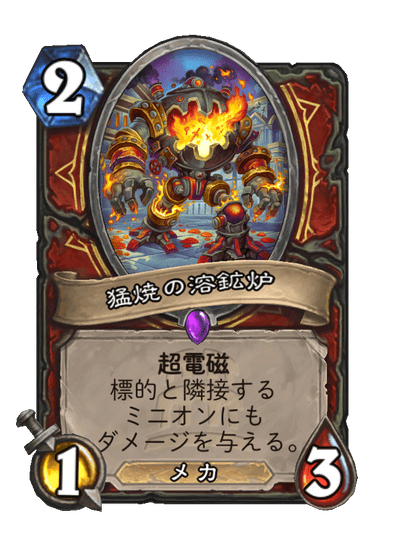 2
猛焼の溶鉱炉
超電磁
標的と隣接する
ミニオンにも
ダメージを与える。
メカ
1
3